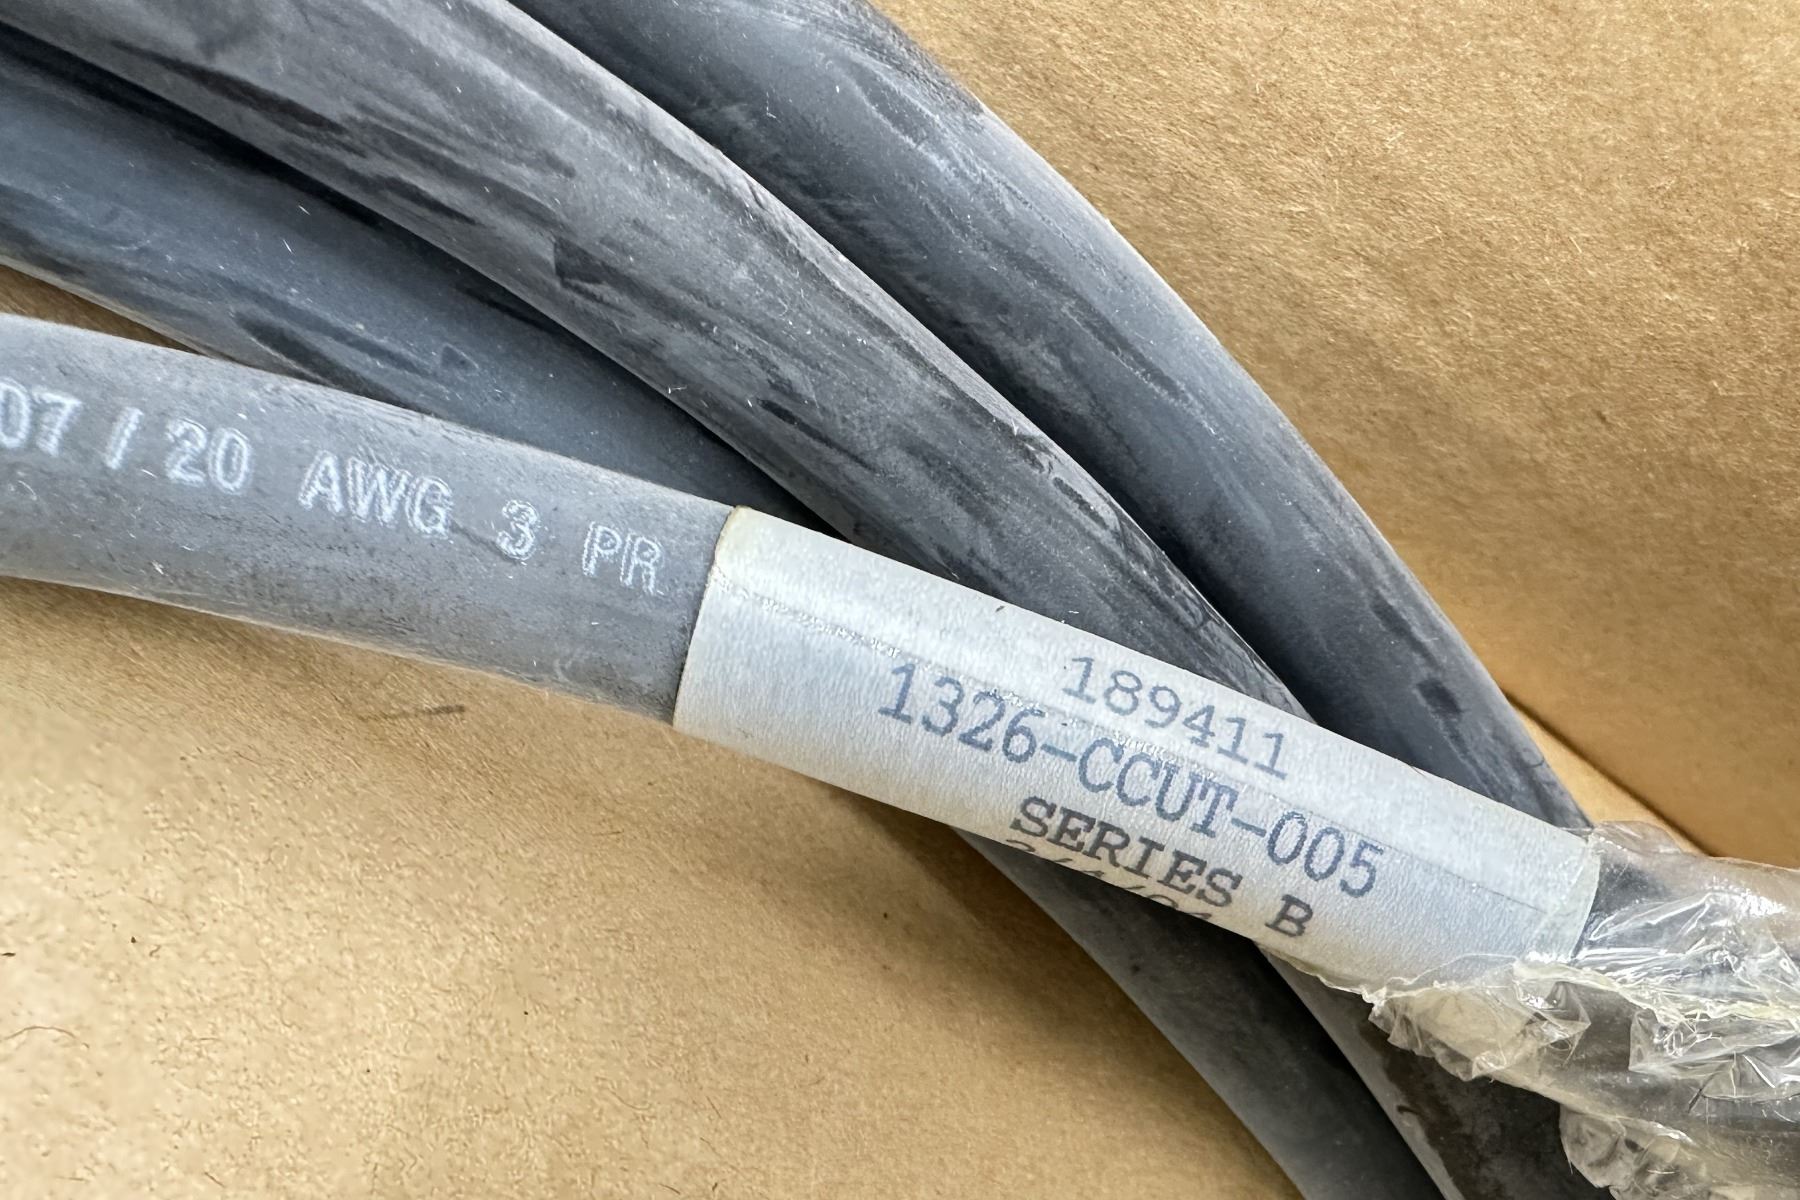 07 / 20 AWG 3 PR
189411
1326-CCUT-005
SERIES B